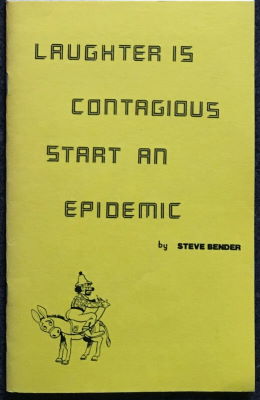 LAUGHTER IS
CONTAGIOUS
START AN
EPIDEMIC
by STEVE BENDER